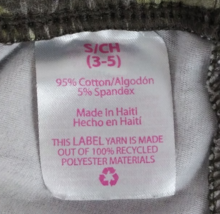 S/CH
(3-5)
95% Cotton/Algodón
5% Spandex
Made in Haiti
Hecho en Haiti
THIS LABEL YARN IS MADE
OUT OF 100% RECYCLED
POLYESTER MATERIALS